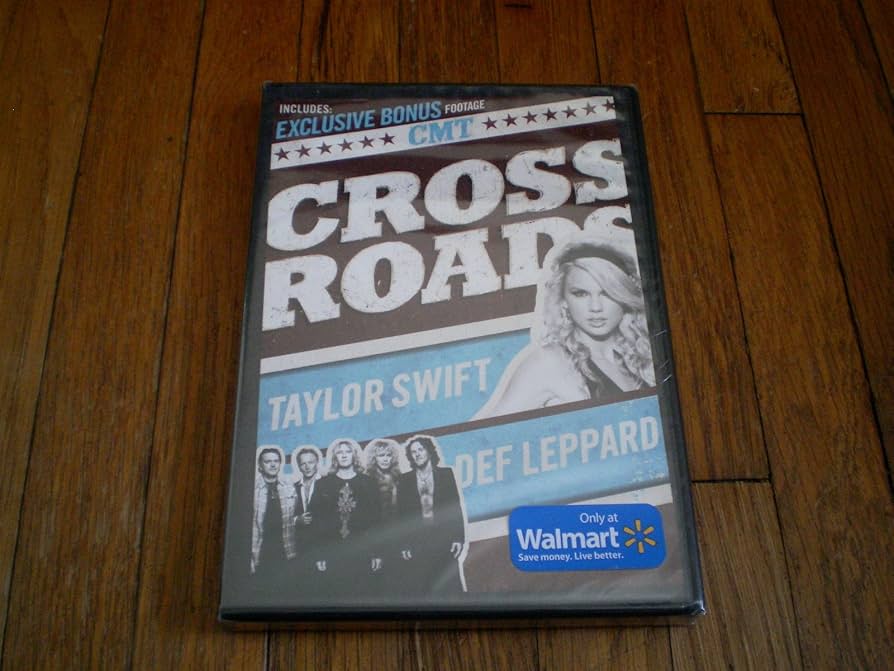 INCLUDES:
EXCLUSIVE BONUS FOOTAGE
CMT
CROSS
ROADS
TAYLOR SWIFT
DEF LEPPARD
Only at
Walmart
Save money. Live better.